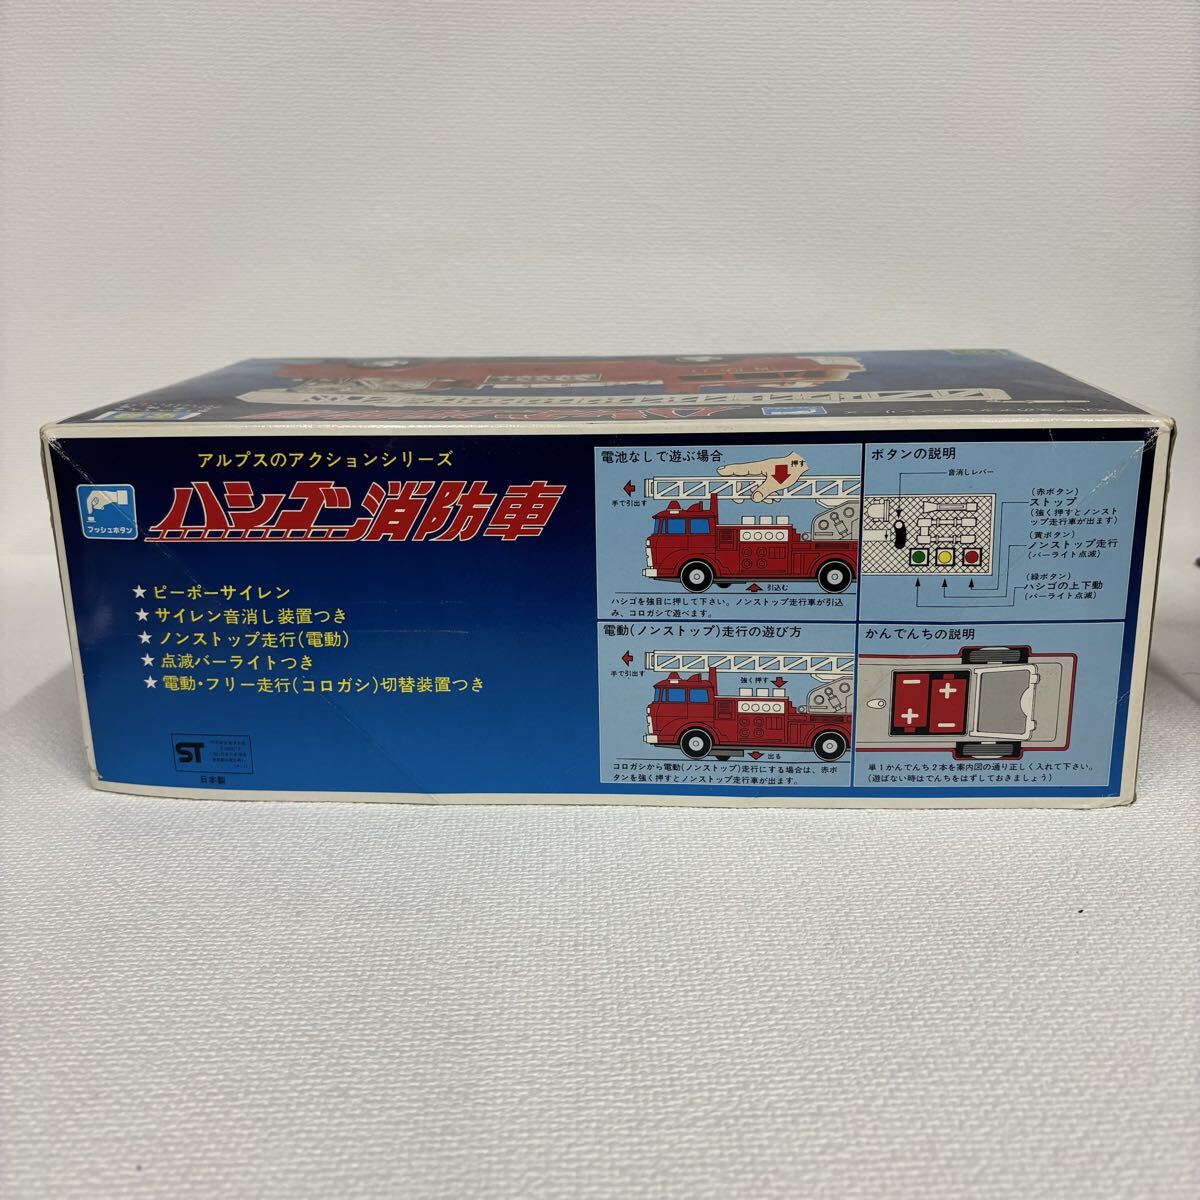 アルプスのアクションシリーズ
プッシュボタン
ハシゴ消防車
★ピーポーサイレン
★サイレン音消し装置つき
★ノンストップ走行(電動)
★点滅バーライトつき
★電動・フリー走行(コロガシ)切替装置つき
ST
日本製
電池なしで遊ぶ場合
押す
手で引出す
引込む
ハシゴを強目に押して下さい。ノンストップ走行車が引込
み、コロガシで遊べます。
ボタンの説明
音消しレバー
(赤ボタン)
ストップ
(強く押すとノンスト
ップ走行車が出ます)
(黄ボタン)
ノンストップ走行
(バーライト点滅)
(緑ボタン)
ハシゴの上下動
(バーライト点滅)
電動(ノンストップ)走行の遊び方
手で引出す
強く押す
出る
コロガシから電動(ノンストップ)走行にする場合は、赤ボ
タンを強く押すとノンストップ走行車が出ます。
かんでんちの説明
単1かんでんち2本を案内図の通り正しく入れて下さい。
(遊ばない時はでんちをはずしておきましょう)